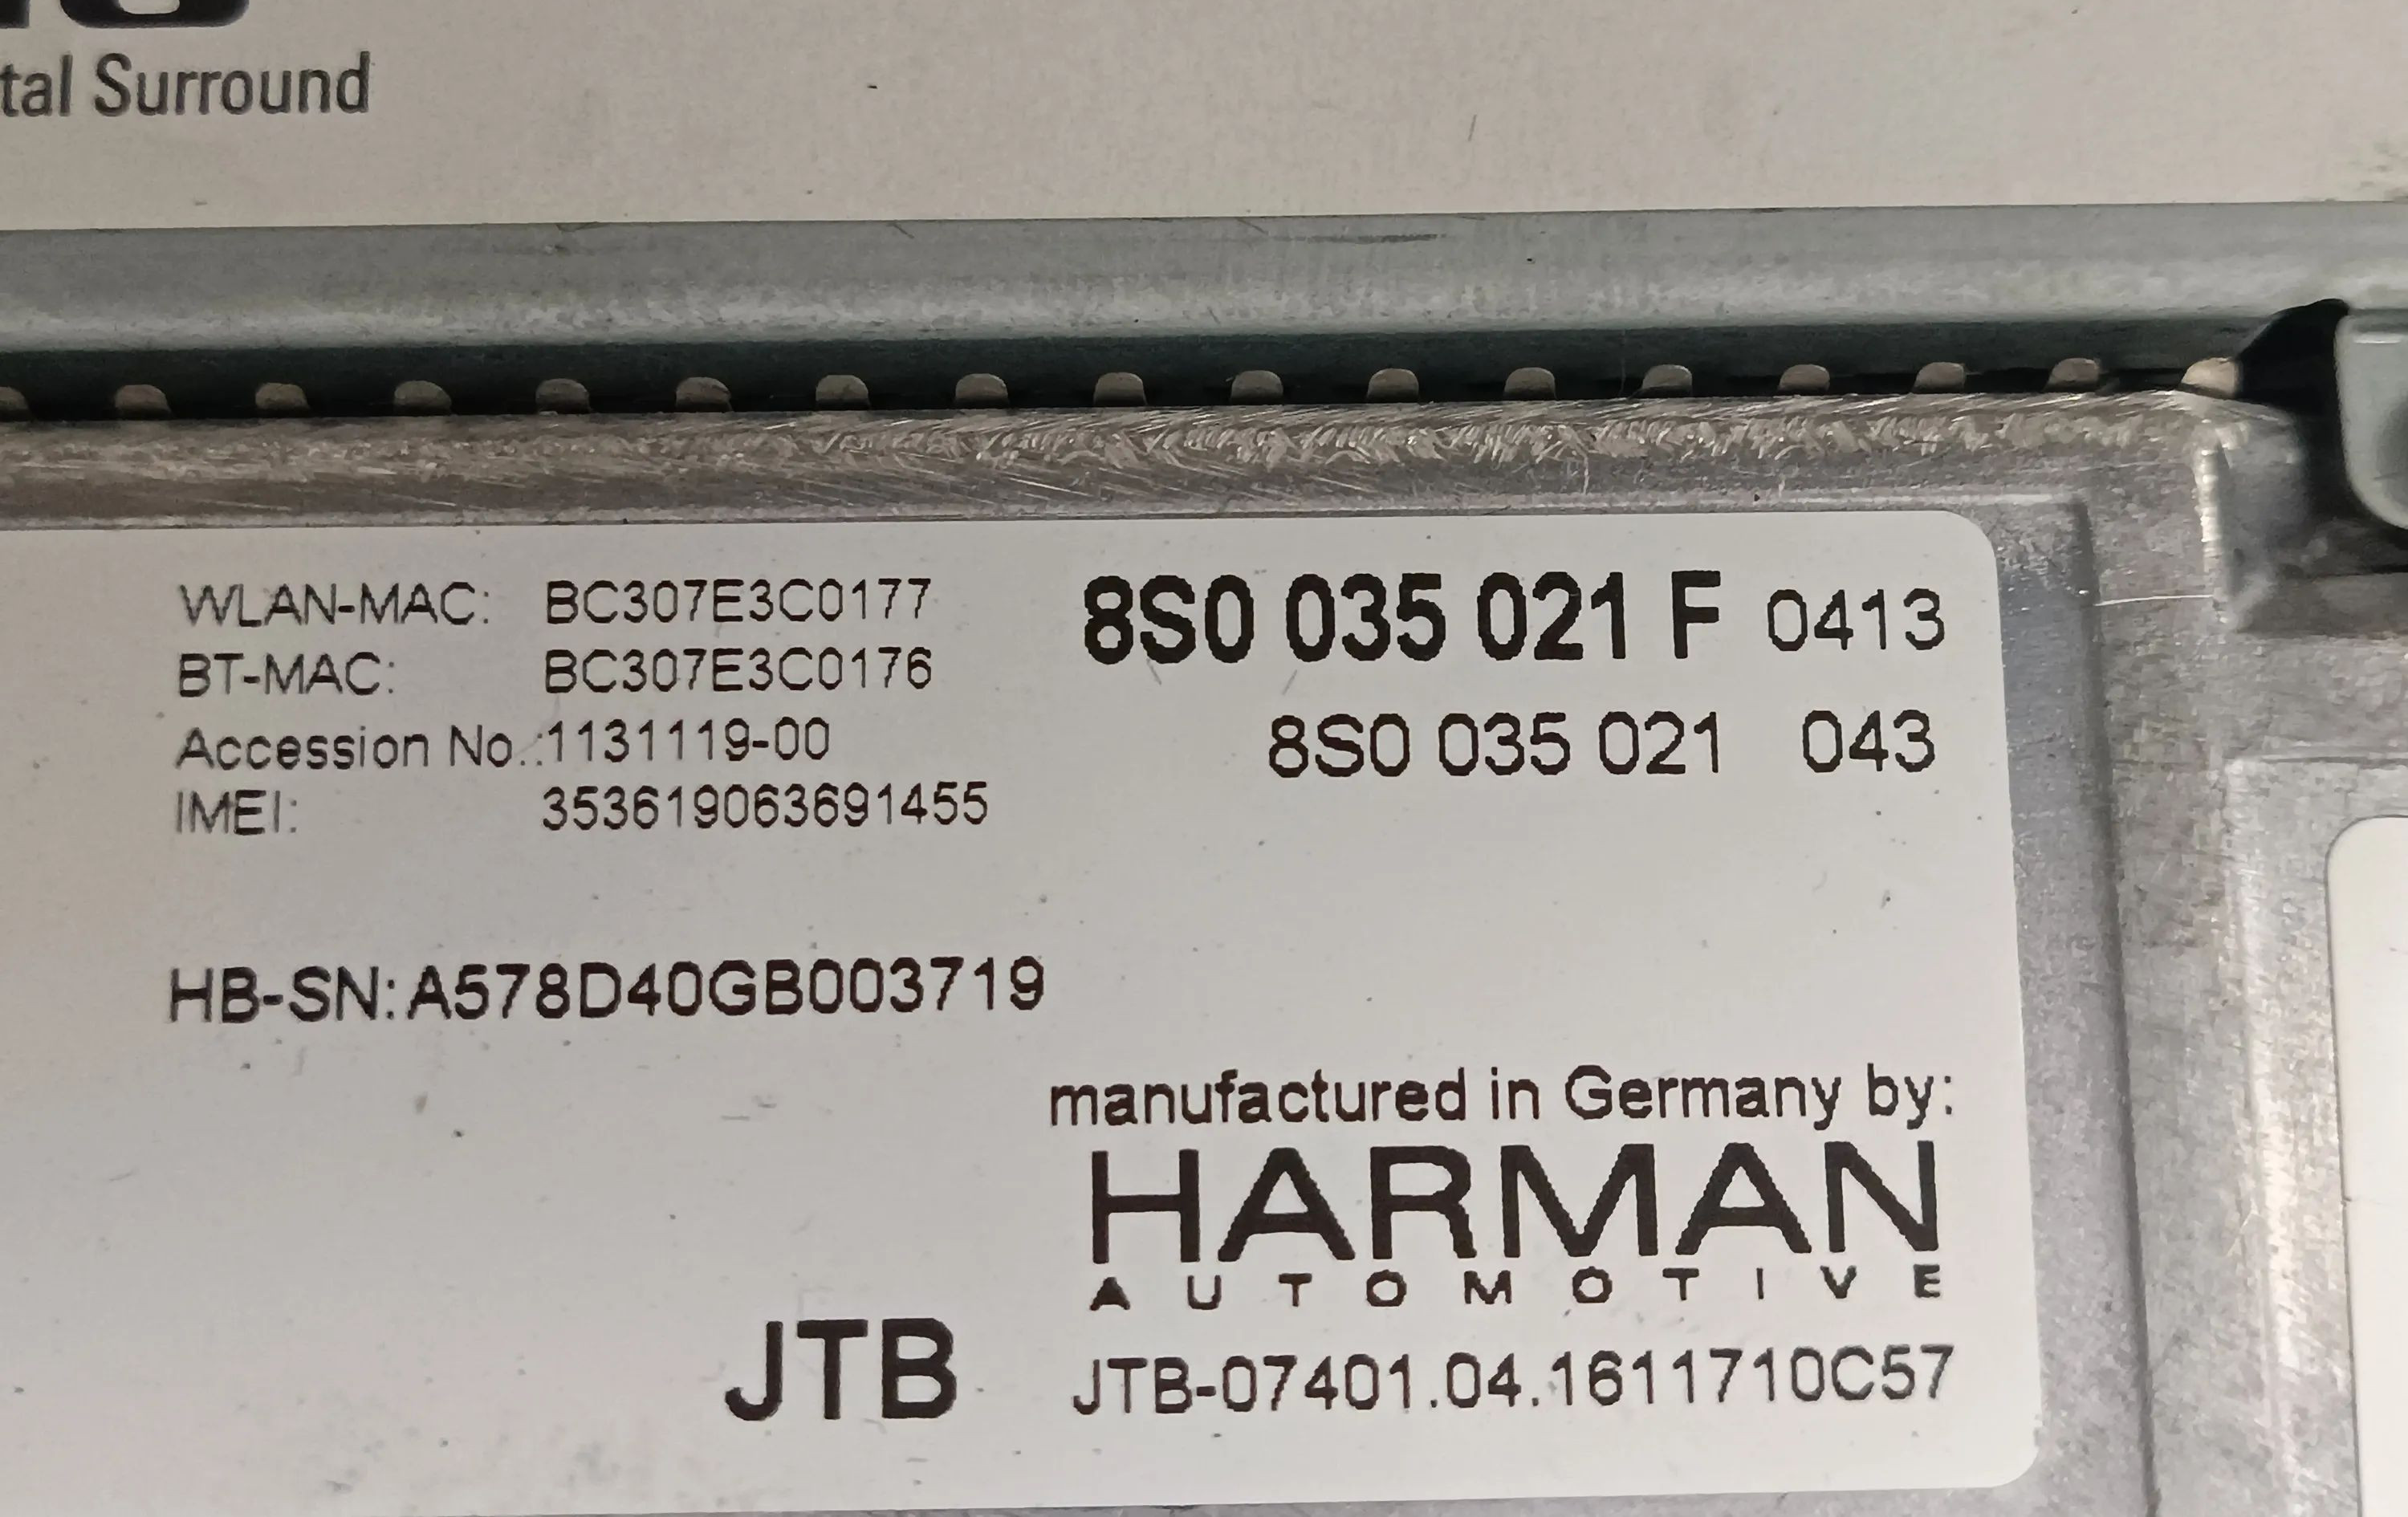 tal Surround
WLAN-MAC: BC307E3C0177
BT-MAC: BC307E3C0176
Accession No.:1131119-00
IMEI: 353619063691455
8S0 035 021 F 0413
8S0 035 021 043
HB-SN:A578D40GB003719
manufactured in Germany by:
HARMAN
AUTOMOTIVE
JTB
JTB-07401.04.1611710C57